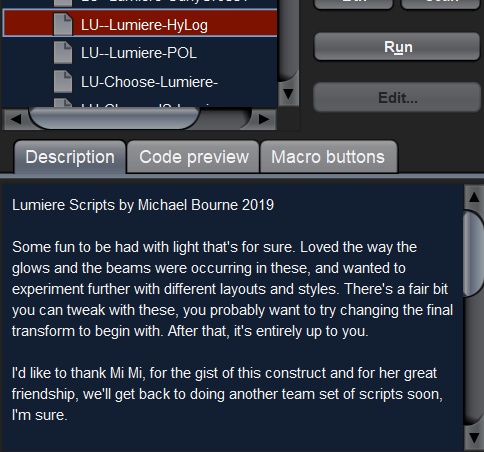 LU--Lumiere-HyLog
LU--Lumiere-POL
LU-Choose-Lumiere-
Run
Edit...
Description
Code preview
Macro buttons
Lumiere Scripts by Michael Bourne 2019
Some fun to be had with light that's for sure. Loved the way the
glows and the beams were occurring in these, and wanted to
experiment further with different layouts and styles. There's a fair bit
you can tweak with these, you probably want to try changing the final
transform to begin with. After that, it's entirely up to you.
I'd like to thank Mi Mi, for the gist of this construct and for her great
friendship, we'll get back to doing another team set of scripts soon,
I'm sure.